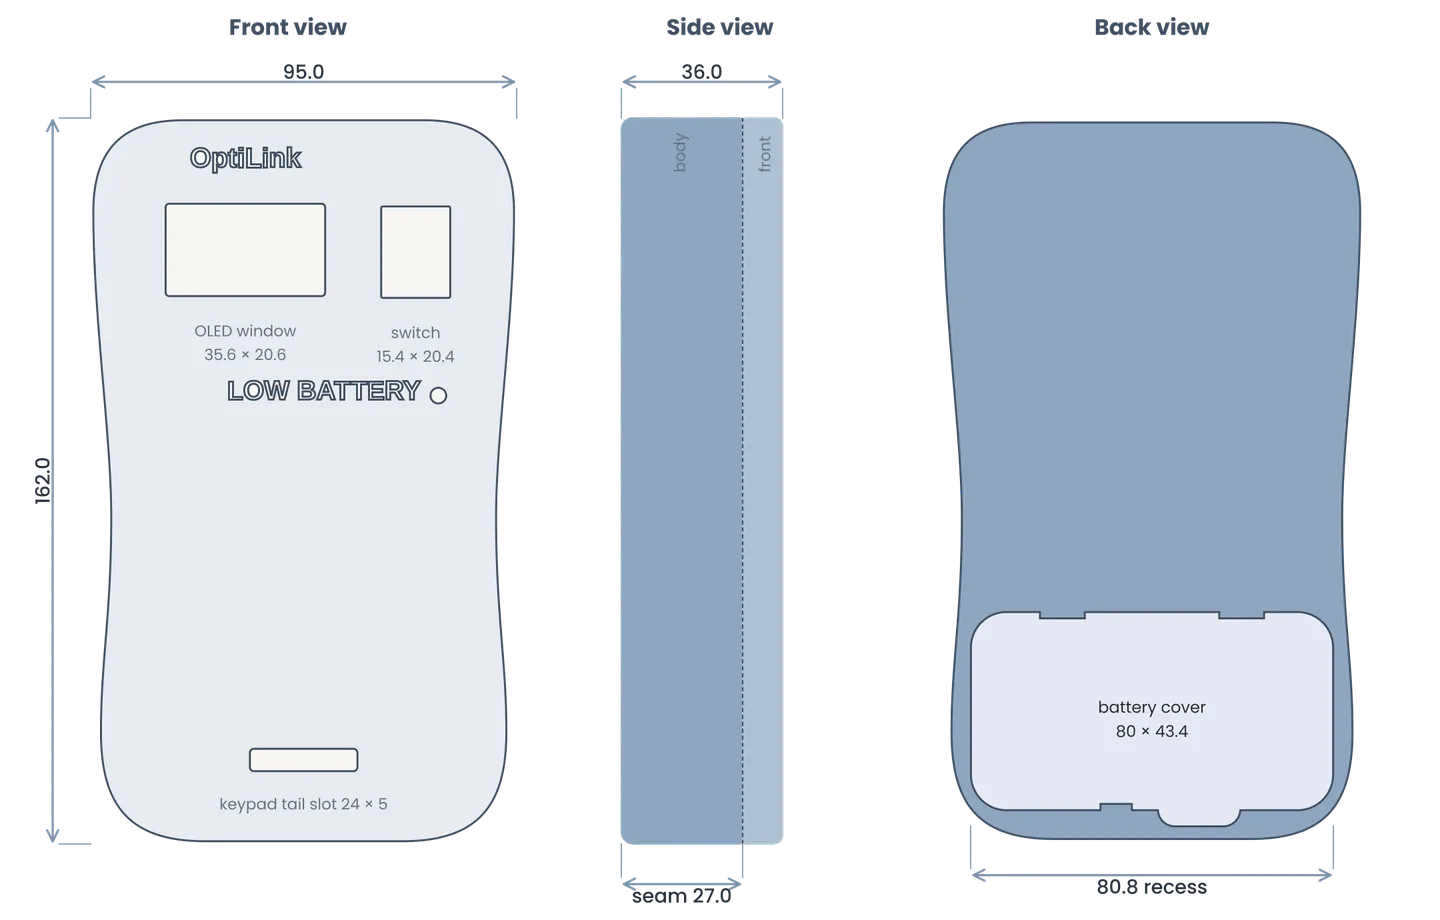 Front view
Side view
Back view
95.0
36.0
OptiLink
body
front
OLED window
35.6 × 20.6
switch
15.4 × 20.4
LOW BATTERY
162.0
battery cover
80 × 43.4
keypad tail slot 24 × 5
seam 27.0
80.8 recess